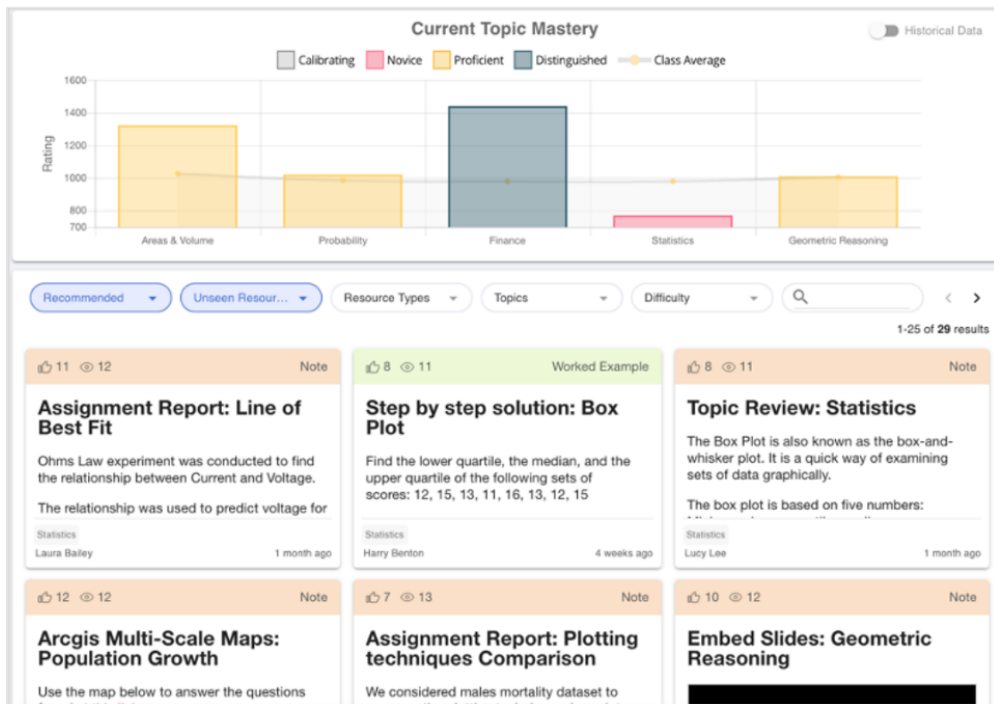 Current Topic Mastery
Historical Data
Calibrating Novice Proficient Distinguished Class Average
1600
1400
1200
1000
800
700
Rating
Areas & Volume Probability Finance Statistics Geometric Reasoning
Recommended Unseen Resour... Resource Types Topics Difficulty
1-25 of 29 results
11 12 Note
Assignment Report: Line of
Best Fit
Ohms Law experiment was conducted to find
the relationship between Current and Voltage.
The relationship was used to predict voltage for
Statistics
Laura Bailey 1 month ago
8 11 Worked Example
Step by step solution: Box
Plot
Find the lower quartile, the median, and the
upper quartile of the following sets of
scores: 12, 15, 13, 11, 16, 13, 12, 15
Statistics
Harry Benton 4 weeks ago
8 11 Note
Topic Review: Statistics
The Box Plot is also known as the box-and-
whisker plot. It is a quick way of examining
sets of data graphically.
The box plot is based on five numbers:
Statistics
Lucy Lee 1 month ago
12 12 Note
Arcgis Multi-Scale Maps:
Population Growth
Use the map below to answer the questions
7 13 Note
Assignment Report: Plotting
techniques Comparison
We considered males mortality dataset to
10 12 Note
Embed Slides: Geometric
Reasoning